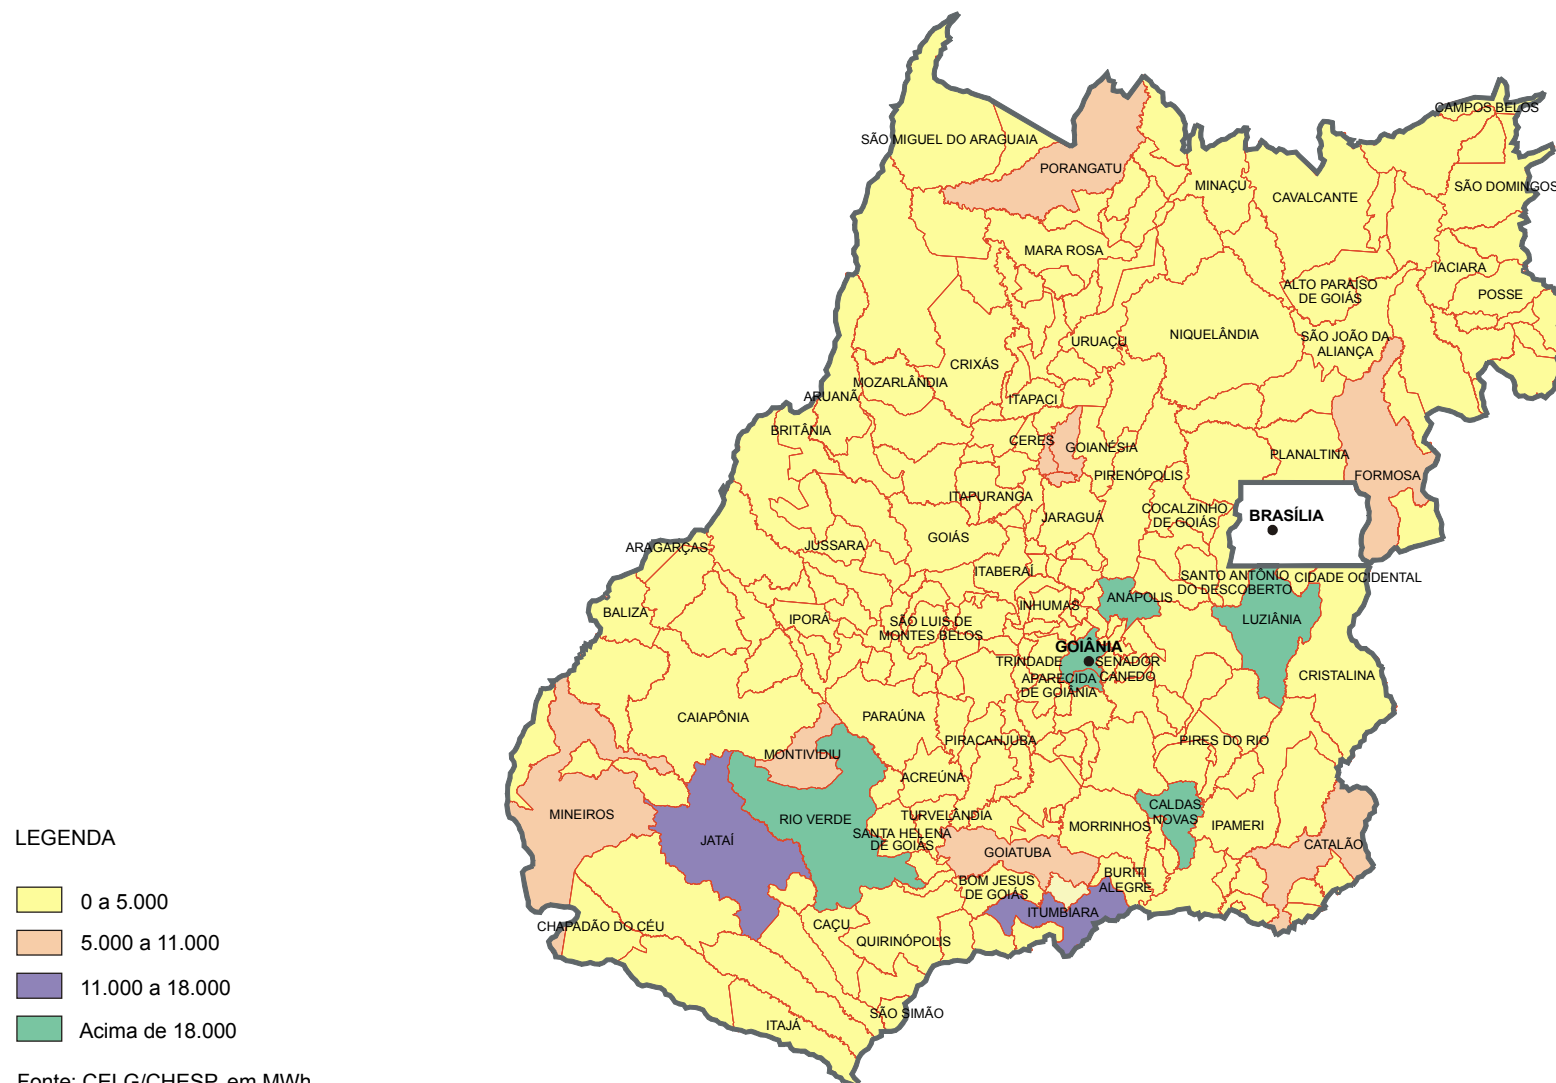 CAMPOS BELOS
SÃO MIGUEL DO ARAGUAIA
PORANGATU
MINAÇU
CAVALCANTE
SÃO DOMINGOS
MARA ROSA
IACIARA
ALTO PARAÍSO
DE GOIÁS
POSSE
NIQUELÂNDIA
URUAÇU
SÃO JOÃO DA
ALIANÇA
CRIXÁS
MOZARLÂNDIA
ARUANÃ
ITAPACI
BRITÂNIA
CERES
GOIANÉSIA
PLANALTINA
PIRENÓPOLIS
FORMOSA
ITAPURANGA
COCALZINHO
DE GOIÁS
BRASÍLIA
JARAGUÁ
GOIÁS
ARAGARÇAS
JUSSARA
ITABERAÍ
SANTO ANTÔNIO
DO DESCOBERTO
CIDADE OCIDENTAL
ANÁPOLIS
INHUMAS
BALIZA
IPORÁ
SÃO LUIS DE
MONTES BELOS
LUZIÂNIA
GOIÂNIA
TRINDADE
SENADOR
CANEDO
APARECIDA
DE GOIÂNIA
CRISTALINA
CAIAPÔNIA
PARAÚNA
PIRACANJUBA
PIRES DO RIO
MONTIVIDIU
ACREÚNA
MINEIROS
RIO VERDE
TURVELÂNDIA
CALDAS
NOVAS
MORRINHOS
IPAMERI
SANTA HELENA
DE GOIÁS
JATAÍ
GOIATUBA
CATALÃO
BURITI
ALEGRE
BOM JESUS
DE GOIÁS
ITUMBIARA
CHAPADÃO DO CÉU
CAÇU
QUIRINÓPOLIS
SÃO SIMÃO
ITAJÁ
LEGENDA
0 a 5.000
5.000 a 11.000
11.000 a 18.000
Acima de 18.000
Fonte: CELG/CHESP, em MWh